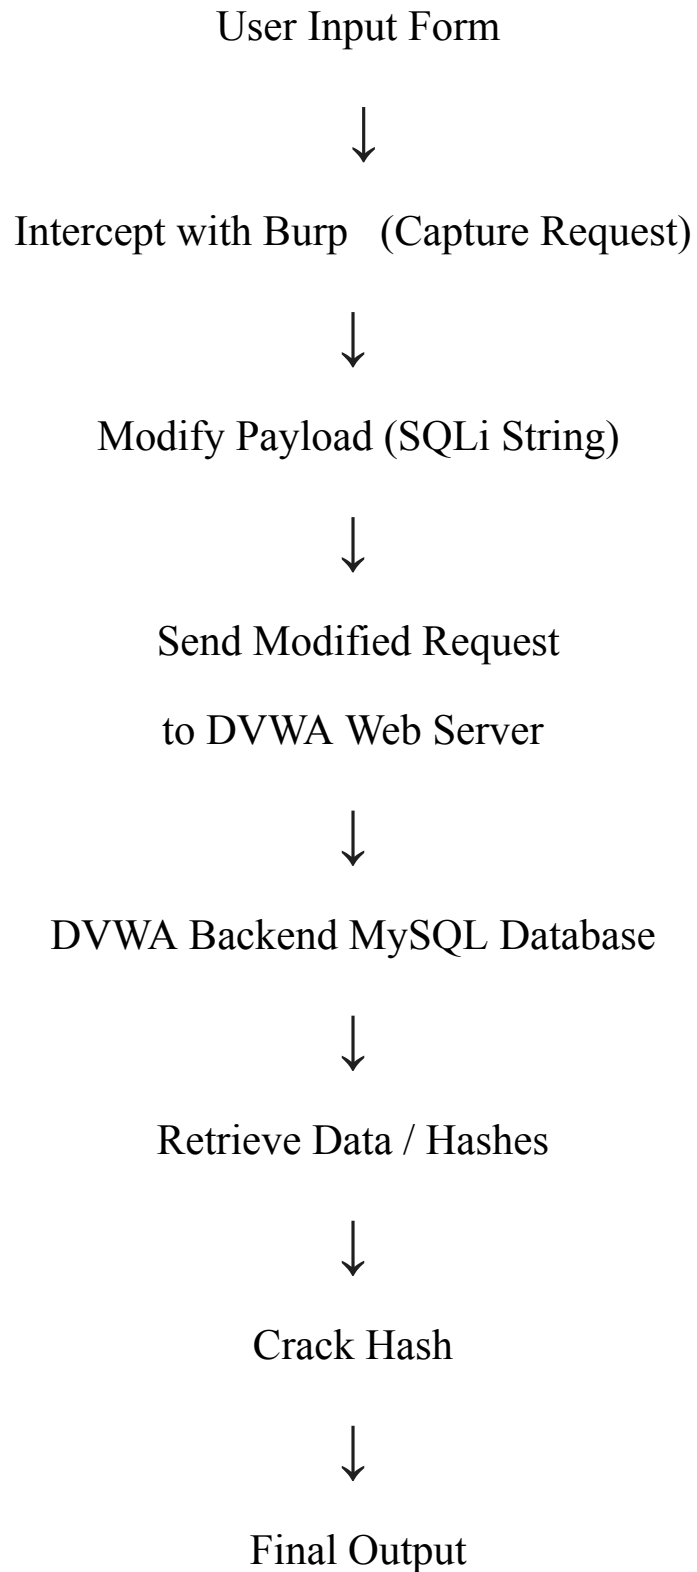 User Input Form
↓
Intercept with Burp (Capture Request)
↓
Modify Payload (SQLi String)
↓
Send Modified Request
to DVWA Web Server
↓
DVWA Backend MySQL Database
↓
Retrieve Data / Hashes
↓
Crack Hash
↓
Final Output